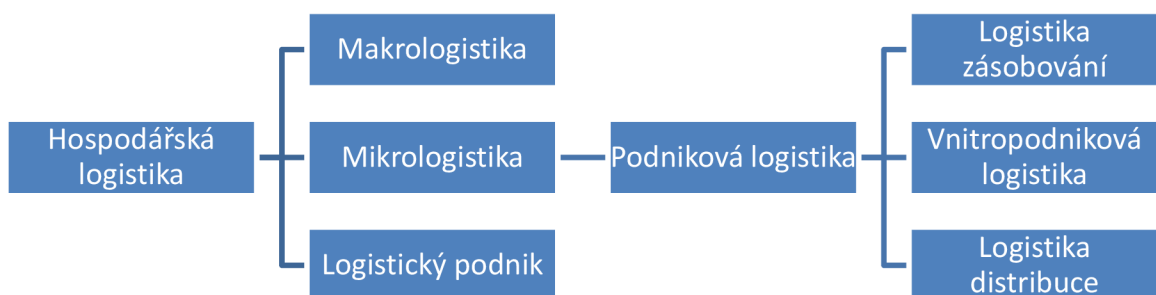 Hospodářská
logistika
Makrologistika
Mikrologistika
Logistický podnik
Podniková logistika
Logistika
zásobování
Vnitropodniková
logistika
Logistika
distribuce